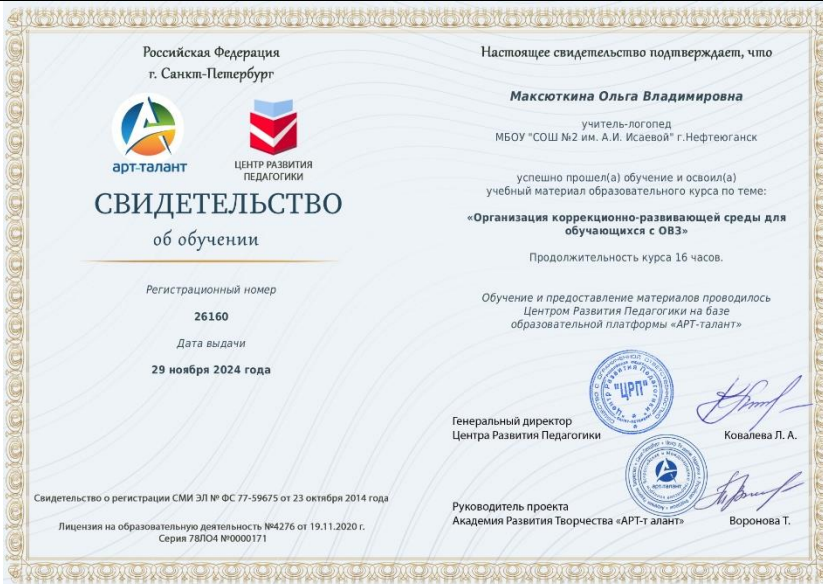 Российская Федерация
г. Санкт-Петербург
арт-талант
ЦЕНТР РАЗВИТИЯ
ПЕДАГОГИКИ
СВИДЕТЕЛЬСТВО
об обучении
Регистрационный номер
26160
Дата выдачи
29 ноября 2024 года
Свидетельство о регистрации СМИ ЭЛ № ФС 77-59675 от 23 октября 2014 года
Лицензия на образовательную деятельность №4276 от 19.11.2020 г.
Серия 78ЛО4 №0000171
Настоящее свидетельство подтверждает, что
Максюткина Ольга Владимировна
учитель-логопед
МБОУ "СОШ №2 им. А.И. Исаевой" г.Нефтеюганск
успешно прошел(а) обучение и освоил(а)
учебный материал образовательного курса по теме:
«Организация коррекционно-развивающей среды для
обучающихся с ОВЗ»
Продолжительность курса 16 часов.
Обучение и предоставление материалов проводилось
Центром Развития Педагогики на базе
образовательной платформы «АРТ-талант»
"ЦРП"
Генеральный директор
Центра Развития Педагогики
Ковалева Л. А.
арт-талант
Руководитель проекта
Академия Развития Творчества «АРТ-т алант»
Воронова Т.